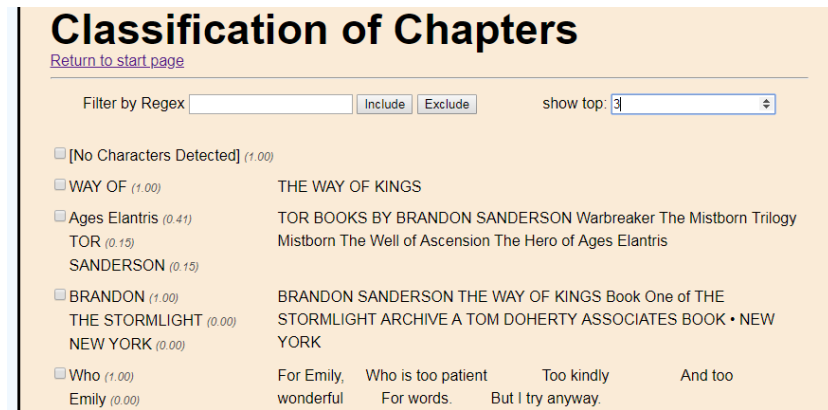 Classification of Chapters
Return to start page
Filter by Regex Include Exclude show top: 3
[No Characters Detected] (1.00)
WAY OF (1.00) THE WAY OF KINGS
Ages Elantris (0.41) TOR BOOKS BY BRANDON SANDERSON Warbreaker The Mistborn Trilogy
TOR (0.15) Mistborn The Well of Ascension The Hero of Ages Elantris
SANDERSON (0.15)
BRANDON (1.00) BRANDON SANDERSON THE WAY OF KINGS Book One of THE
THE STORMLIGHT (0.00) STORMLIGHT ARCHIVE A TOM DOHERTY ASSOCIATES BOOK • NEW
NEW YORK (0.00) YORK
Who (1.00) For Emily, Who is too patient Too kindly And too
Emily (0.00) wonderful For words. But I try anyway.